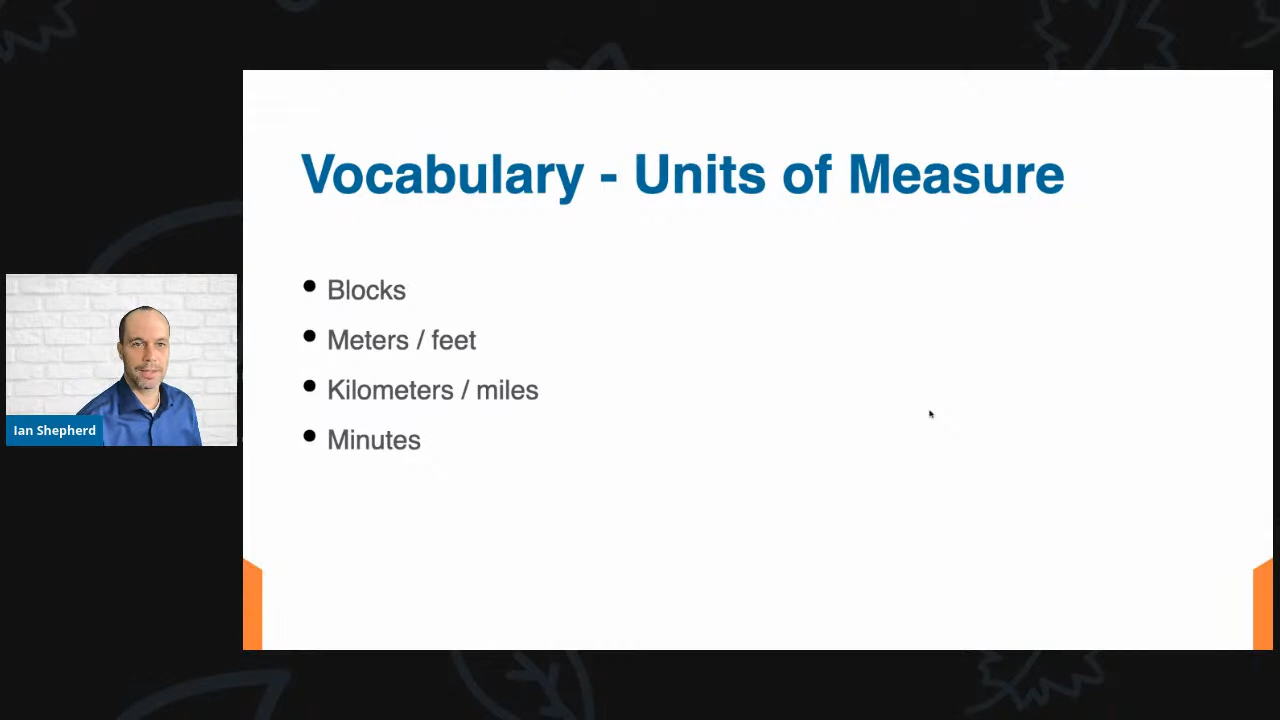 Vocabulary - Units of Measure
• Blocks
• Meters / feet
• Kilometers / miles
• Minutes
Ian Shepherd